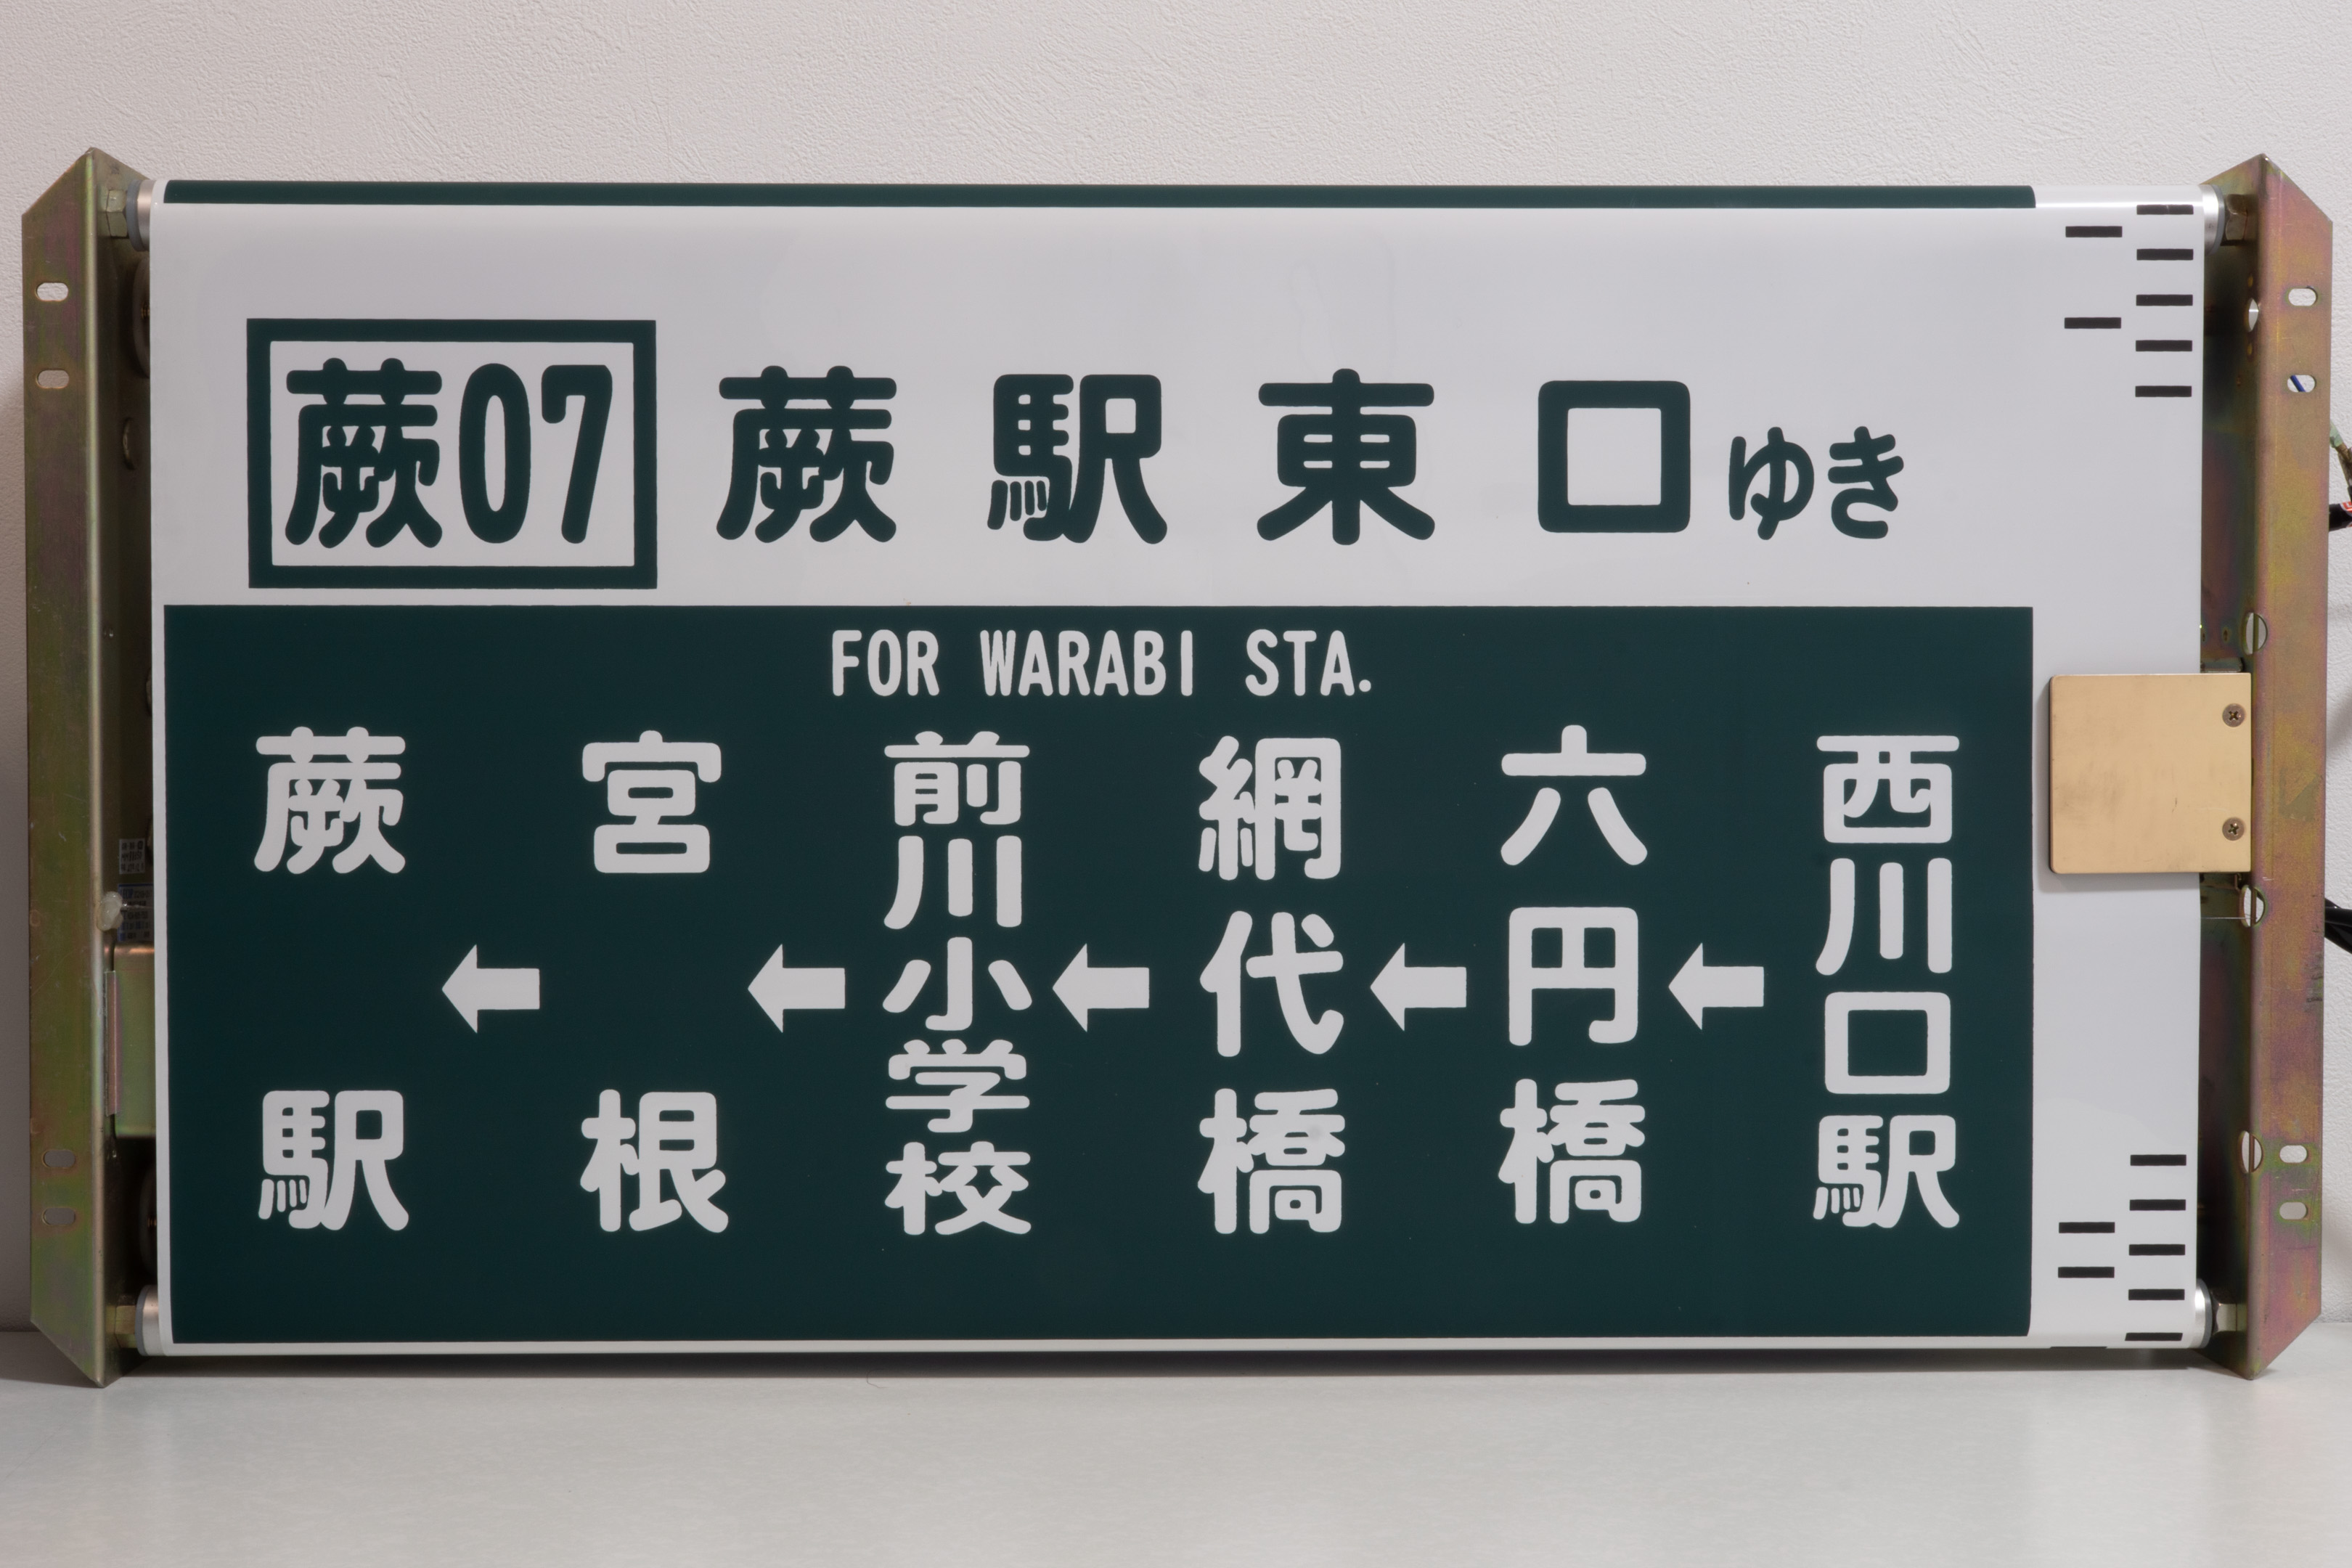 蕨07 蕨駅東口ゆき
FOR WARABI STA.
西川口駅
←
六円橋
←
網代橋
←
前川小学校
←
宮根
←
蕨駅